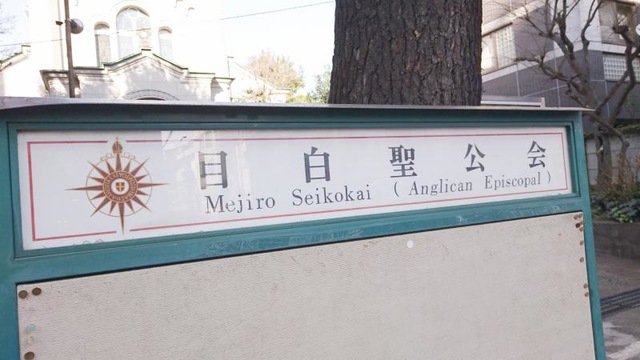 目白聖公会
Mejiro Seikokai ( Anglican Episcopal )